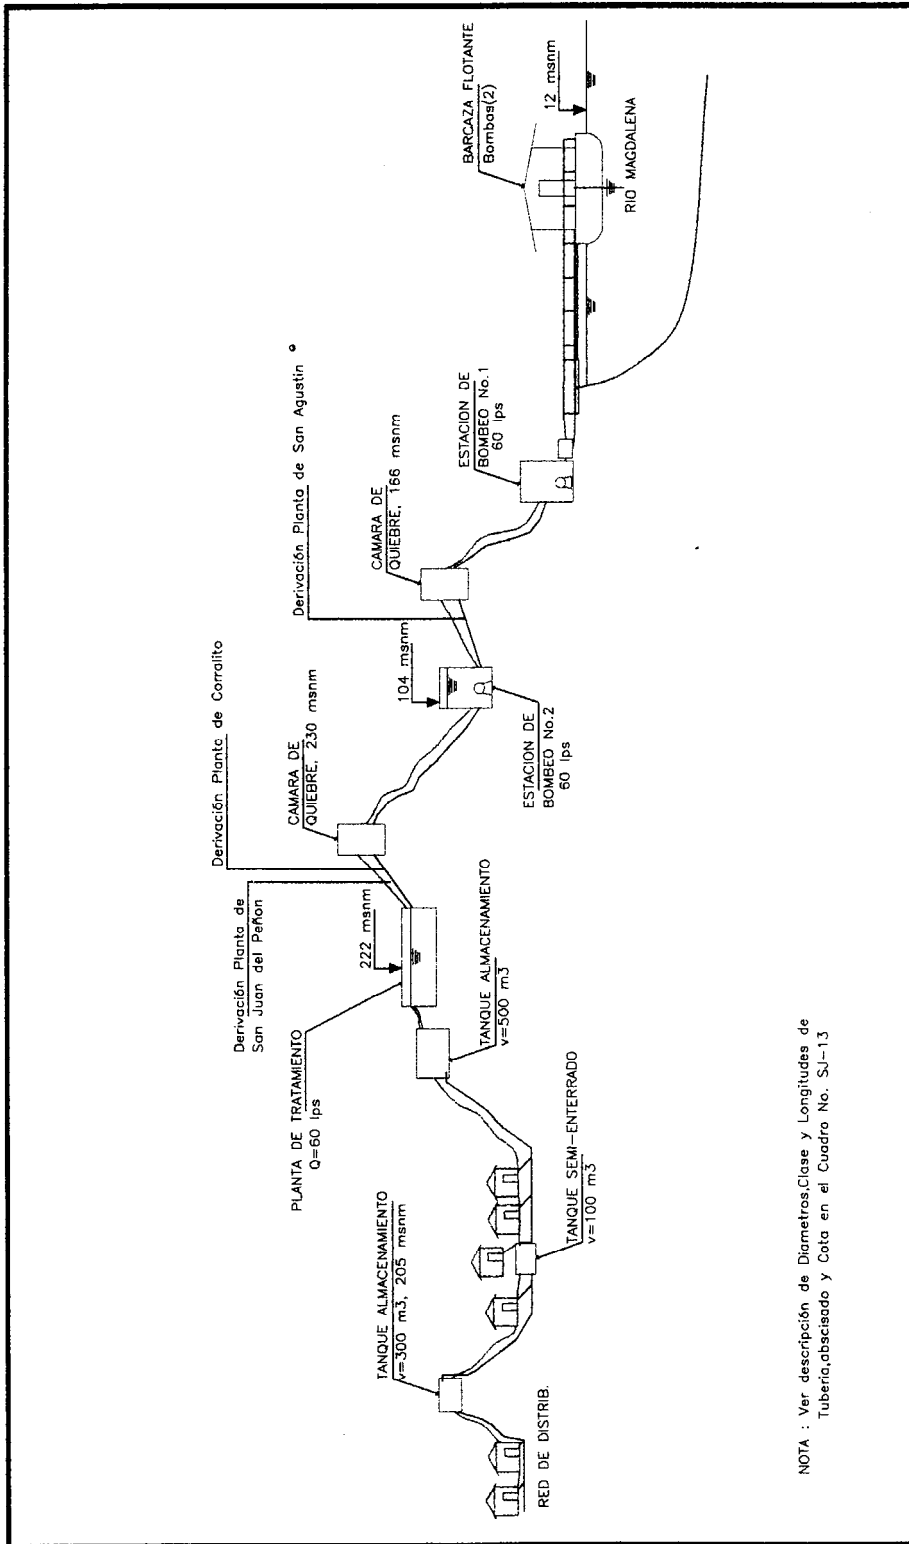 BARCAZA FLOTANTE
Bombas(2)
12 msnm
RIO MAGDALENA
ESTACION DE
BOMBEO No.1
60 lps
Derivación Planta de San Agustin
CAMARA DE
QUIEBRE, 166 msnm
104 msnm
ESTACION DE
BOMBEO No.2
60 lps
Derivación Planta de Corralito
CAMARA DE
QUIEBRE, 230 msnm
Derivación Planta de
San Juan del Peñon
222 msnm
PLANTA DE TRATAMIENTO
Q=60 lps
TANQUE ALMACENAMIENTO
v=500 m3
TANQUE SEMI-ENTERRADO
v=100 m3
TANQUE ALMACENAMIENTO
v=300 m3, 205 msnm
RED DE DISTRIB.
NOTA : Ver descripción de Diametros,Clase y Longitudes de
Tuberia,abscisado y Cota en el Cuadro No. SJ-13